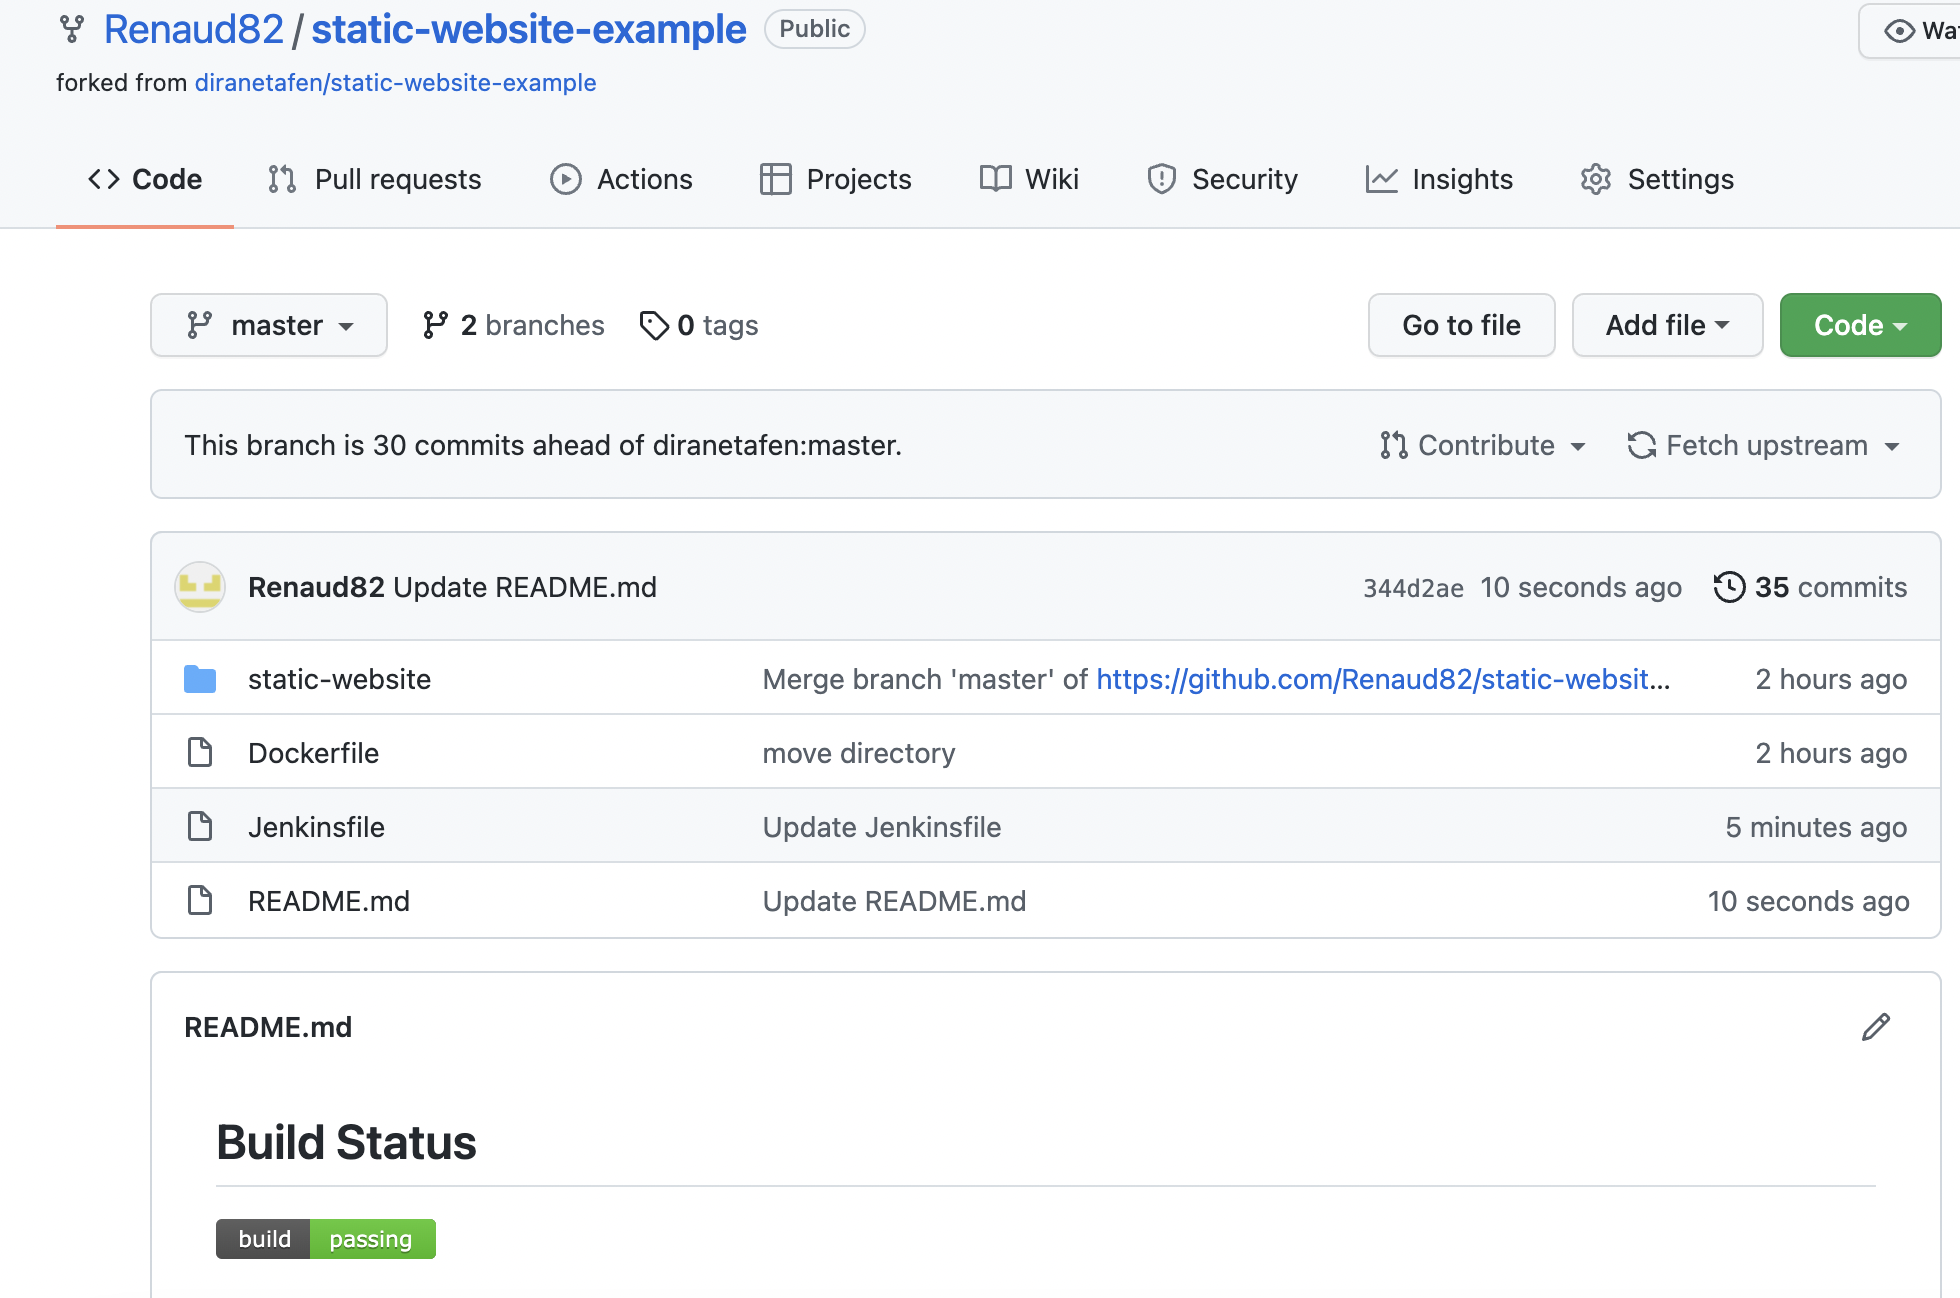 Renaud82 / static-website-example Public
forked from diranetafen/static-website-example
Code Pull requests Actions Projects Wiki Security Insights Settings
master 2 branches 0 tags Go to file Add file Code
This branch is 30 commits ahead of diranetafen:master. Contribute Fetch upstream
Renaud82 Update README.md 344d2ae 10 seconds ago 35 commits
static-website Merge branch 'master' of https://github.com/Renaud82/static-websit... 2 hours ago
Dockerfile move directory 2 hours ago
Jenkinsfile Update Jenkinsfile 5 minutes ago
README.md Update README.md 10 seconds ago
README.md
Build Status
build passing